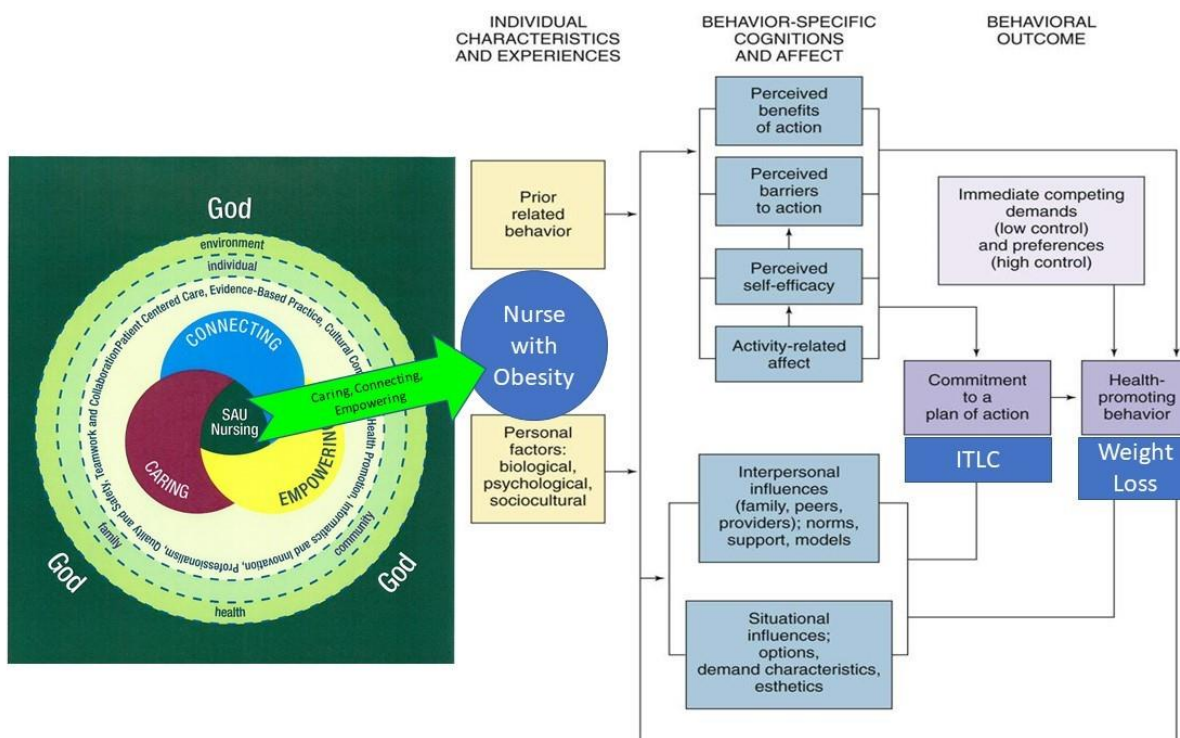 INDIVIDUAL
CHARACTERISTICS
AND EXPERIENCES
BEHAVIOR-SPECIFIC
COGNITIONS
AND AFFECT
BEHAVIORAL
OUTCOME
God
environment
individual
Patient Centered Care, Evidence-Based Practice, Cultural
Health Promotion, Informatics and Innovation, Professionalism, Quality and Safety, Teamwork and Collaboration
CONNECTING
SAU
Nursing
CARING
EMPOWERING
family
community
God
God
health
Caring, Connecting,
Empowering
Prior
related
behavior
Nurse
with
Obesity
Personal
factors:
biological,
psychological,
sociocultural
Perceived
benefits
of action
Perceived
barriers
to action
Perceived
self-efficacy
Activity-related
affect
Interpersonal
influences
(family, peers,
providers); norms,
support, models
Situational
influences;
options,
demand characteristics,
esthetics
Immediate competing
demands
(low control)
and preferences
(high control)
Commitment
to a
plan of action
ITLC
Health-
promoting
behavior
Weight
Loss